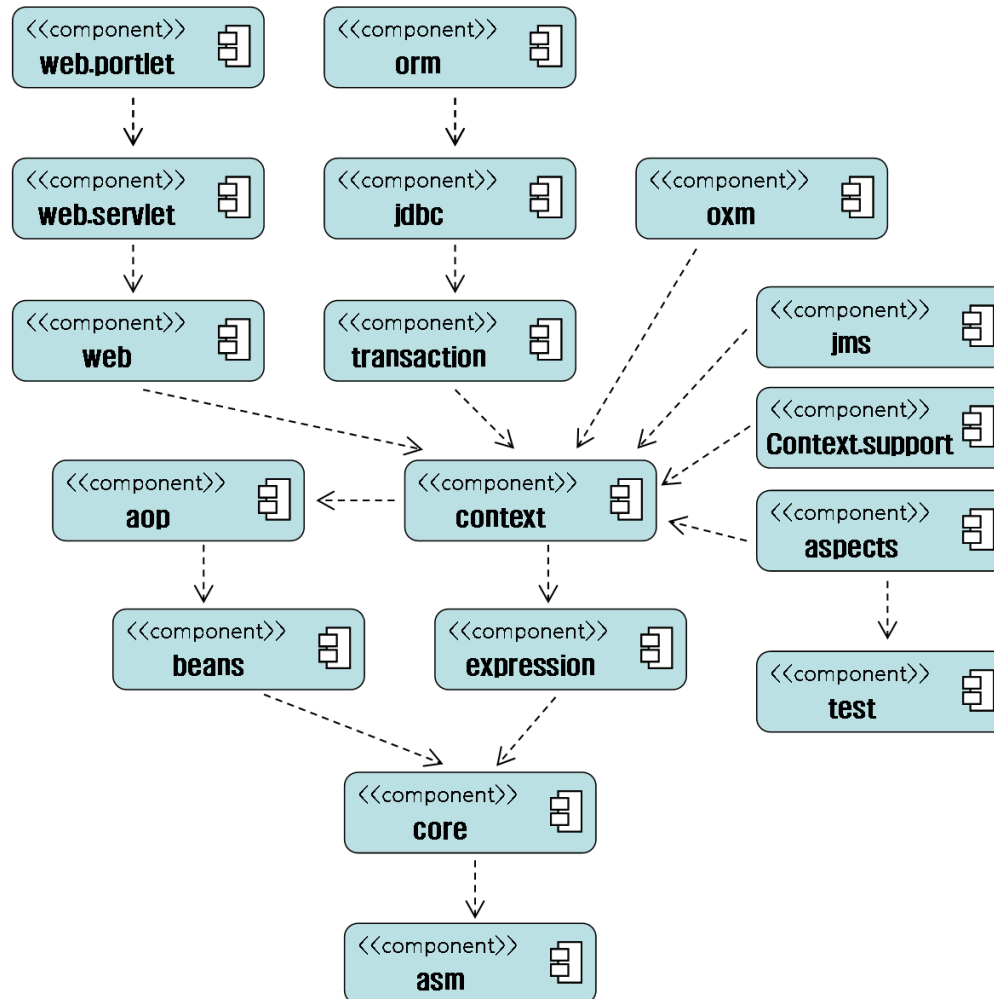 <<component>>
web.portlet
<<component>>
orm
<<component>>
web.servlet
<<component>>
jdbc
<<component>>
oxm
<<component>>
web
<<component>>
transaction
<<component>>
jms
<<component>>
Context.support
<<component>>
aop
<<component>>
context
<<component>>
aspects
<<component>>
beans
<<component>>
expression
<<component>>
test
<<component>>
core
<<component>>
asm